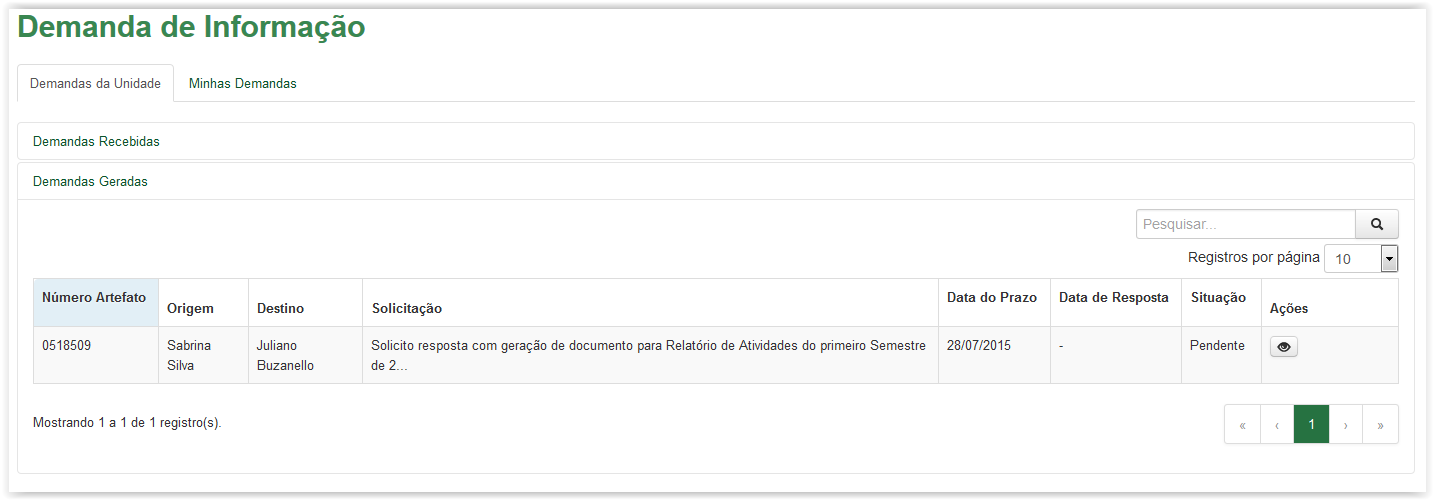 Demanda de Informação
Demandas da Unidade Minhas Demandas
Demandas Recebidas
Demandas Geradas
Pesquisar...
Registros por página 10
Número Artefato Origem Destino Solicitação Data do Prazo Data de Resposta Situação Ações
0518509 Sabrina Juliano Solicito resposta com geração de documento para Relatório de Atividades do primeiro Semestre 28/07/2015 - Pendente
Silva Buzanello de 2...
Mostrando 1 a 1 de 1 registro(s).
« ‹ 1 › »